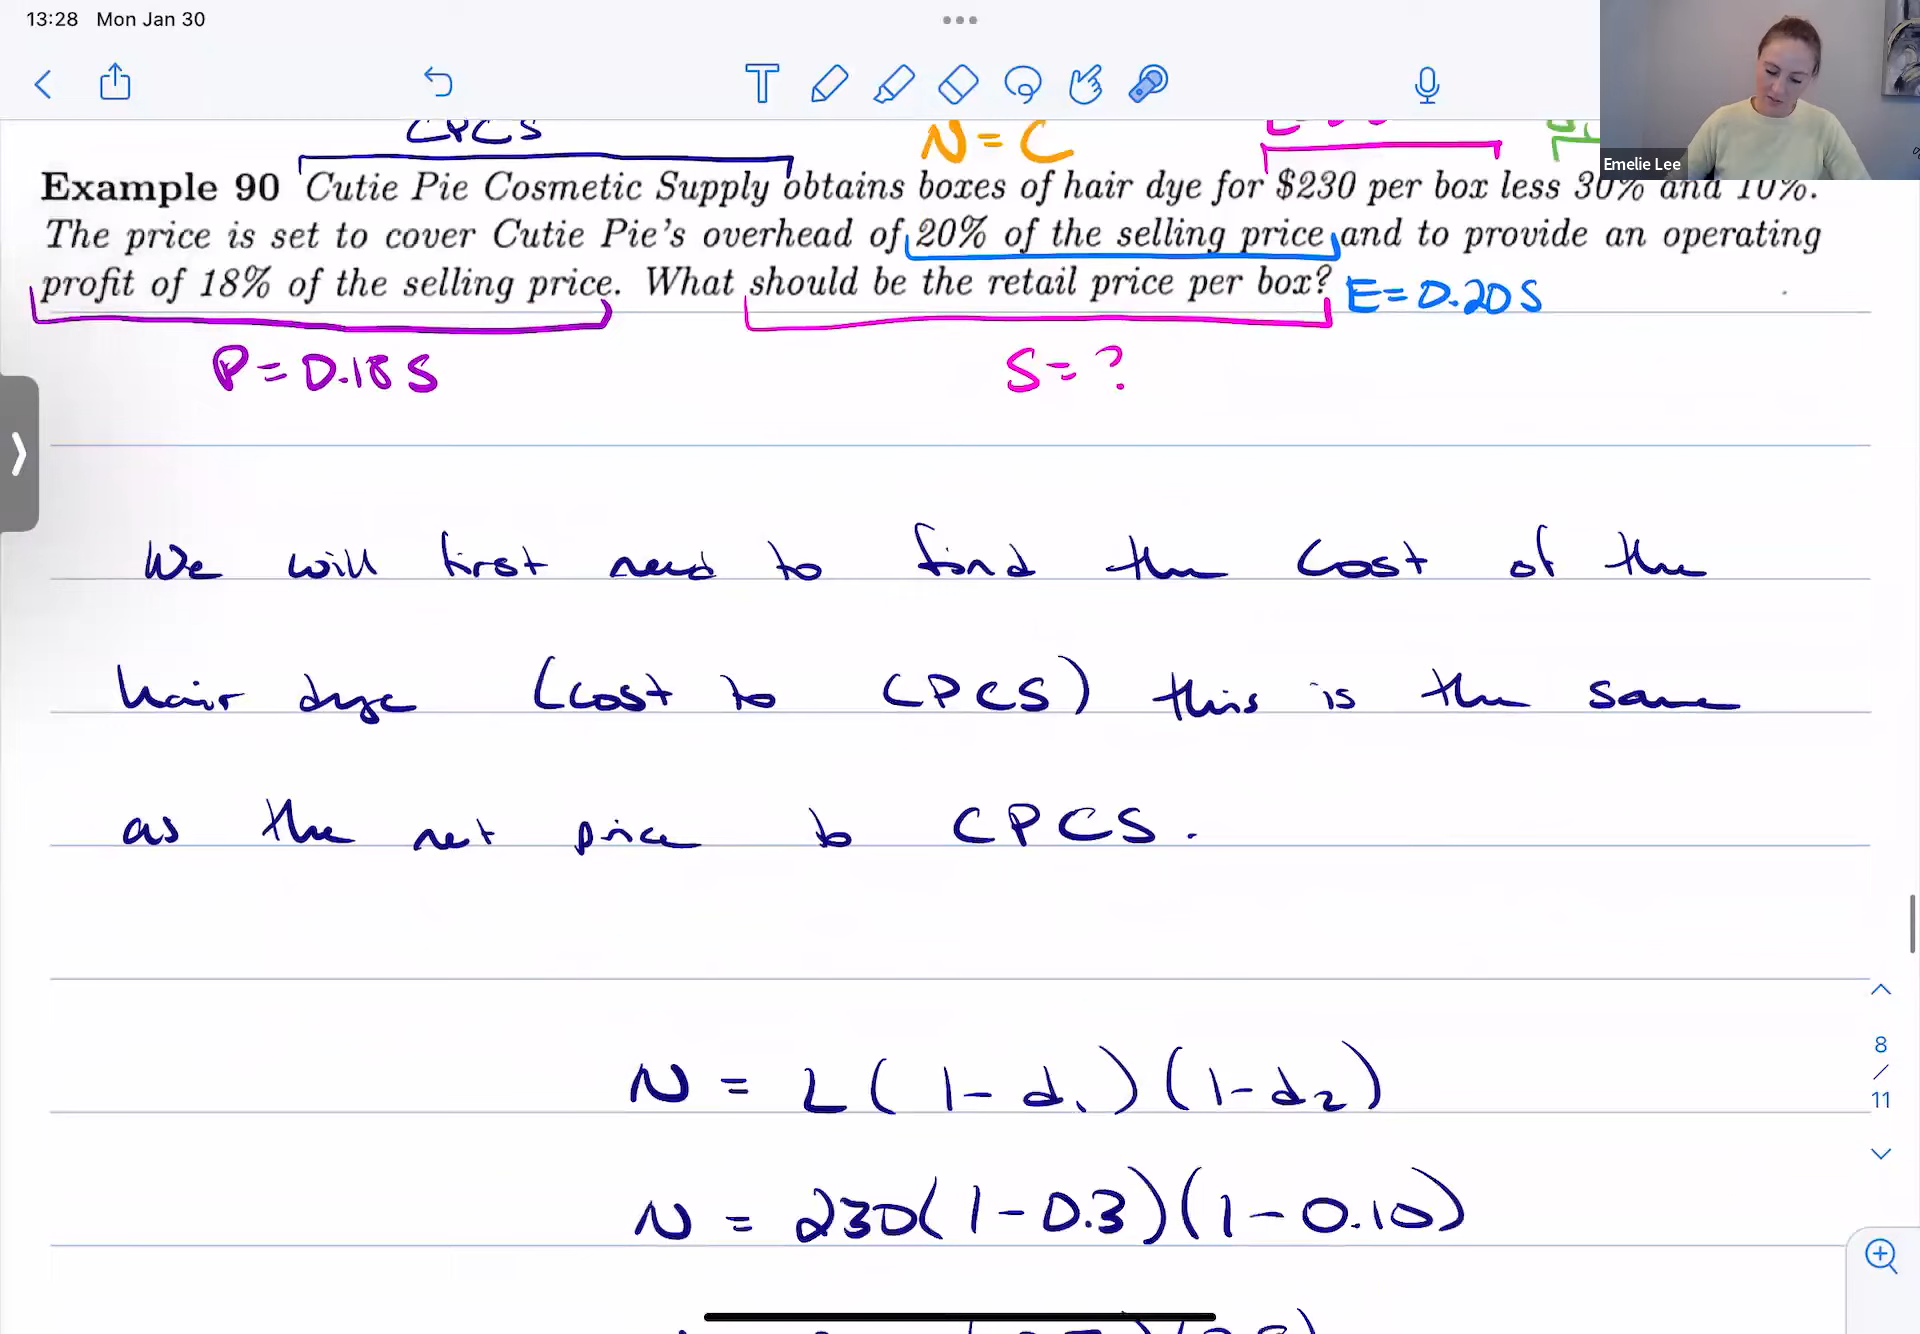 13:28 Mon Jan 30
Emelie Lee
CPCS
N = C
Example 90 Cutie Pie Cosmetic Supply obtains boxes of hair dye for $230 per box less 30% and 10%.
The price is set to cover Cutie Pie's overhead of 20% of the selling price and to provide an operating
profit of 18% of the selling price. What should be the retail price per box?
E=0.20S
P=0.18S
S=?
We will first need to find the cost of the
hair dye (cost to CPCS) this is the same
as the net price to CPCS.
N = L(1-d₁)(1-d₂)
N = 230(1-0.3)(1-0.10)
8
/
11